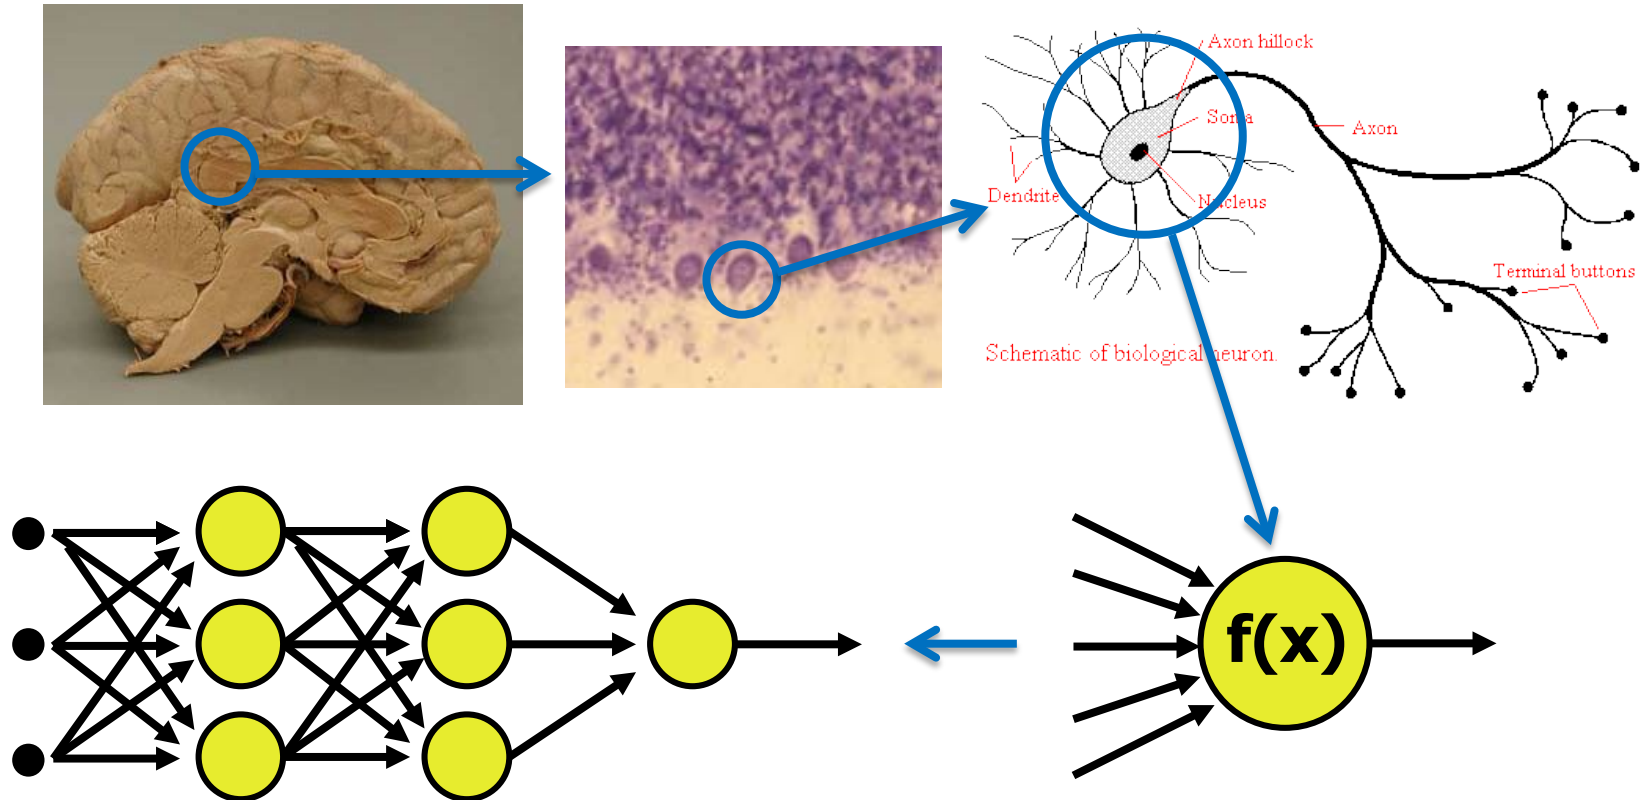 Axon hillock
Soma
Axon
Dendrite
Nucleus
Terminal buttons
Schematic of biological neuron.
f(x)